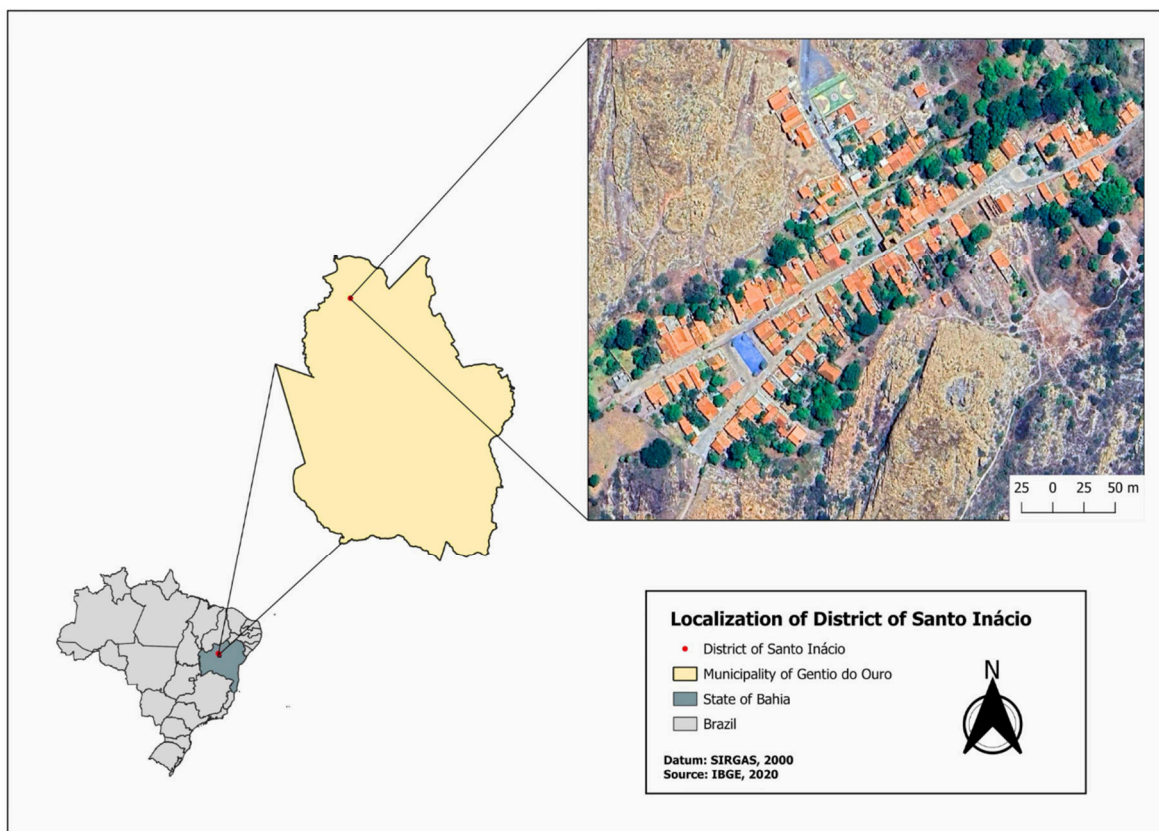 25 0 25 50 m
Localization of District of Santo Inácio
District of Santo Inácio
Municipality of Gentio do Ouro
State of Bahia
Brazil
N
Datum: SIRGAS, 2000
Source: IBGE, 2020